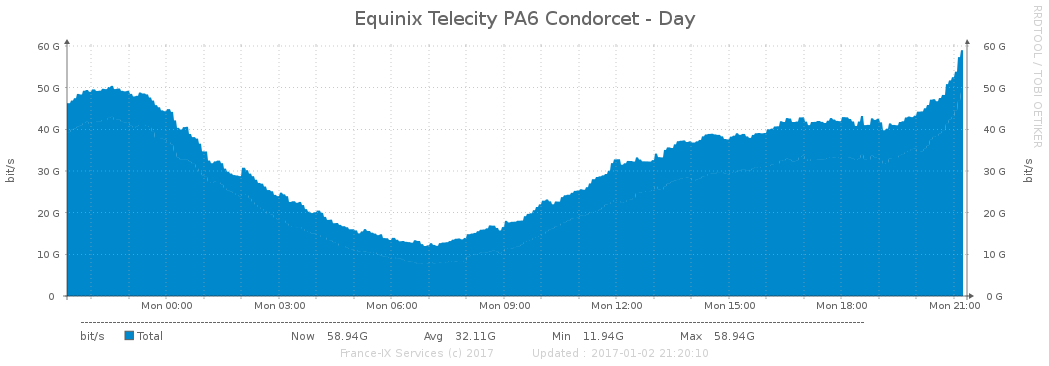 Equinix Telecity PA6 Condorcet - Day
RRDTOOL / TOBI OETIKER
bit/s
60 G
50 G
40 G
30 G
20 G
10 G
0
60 G
50 G
40 G
30 G
20 G
10 G
0 G
bit/s
Mon 00:00 Mon 03:00 Mon 06:00 Mon 09:00 Mon 12:00 Mon 15:00 Mon 18:00 Mon 21:00
bit/s Total Now 58.94G Avg 32.11G Min 11.94G Max 58.94G
France-IX Services (c) 2017 Updated : 2017-01-02 21:20:10